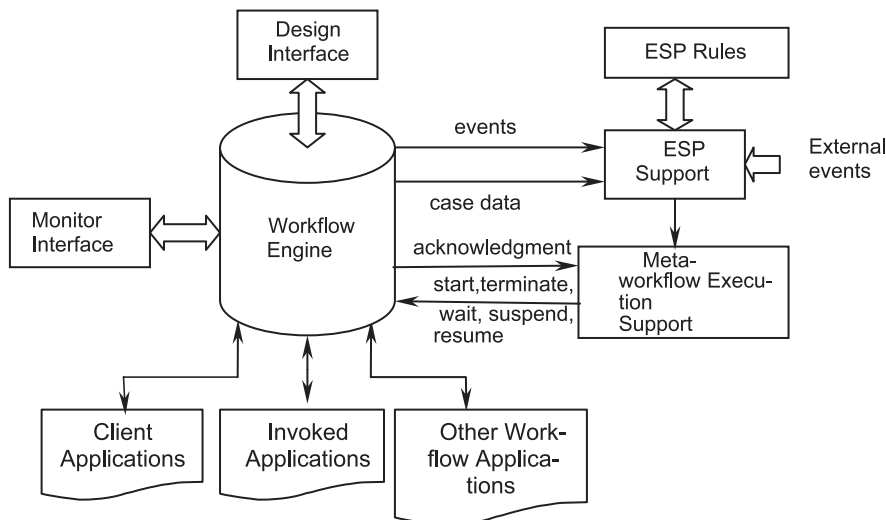 Design
Interface
ESP Rules
events
ESP
Support
External
events
case data
Monitor
Interface
Workflow
Engine
acknowledgment
start,terminate,
wait, suspend,
resume
Meta-
workflow Execu-
tion
Support
Client
Applications
Invoked
Applications
Other Work-
flow Applica-
tions